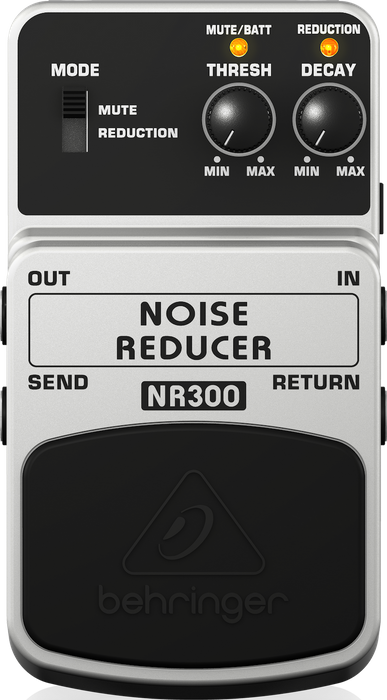 MUTE/BATT REDUCTION
MODE THRESH DECAY
MUTE
REDUCTION
MIN MAX MIN MAX
OUT IN
NOISE
REDUCER
SEND RETURN
NR300
behringer